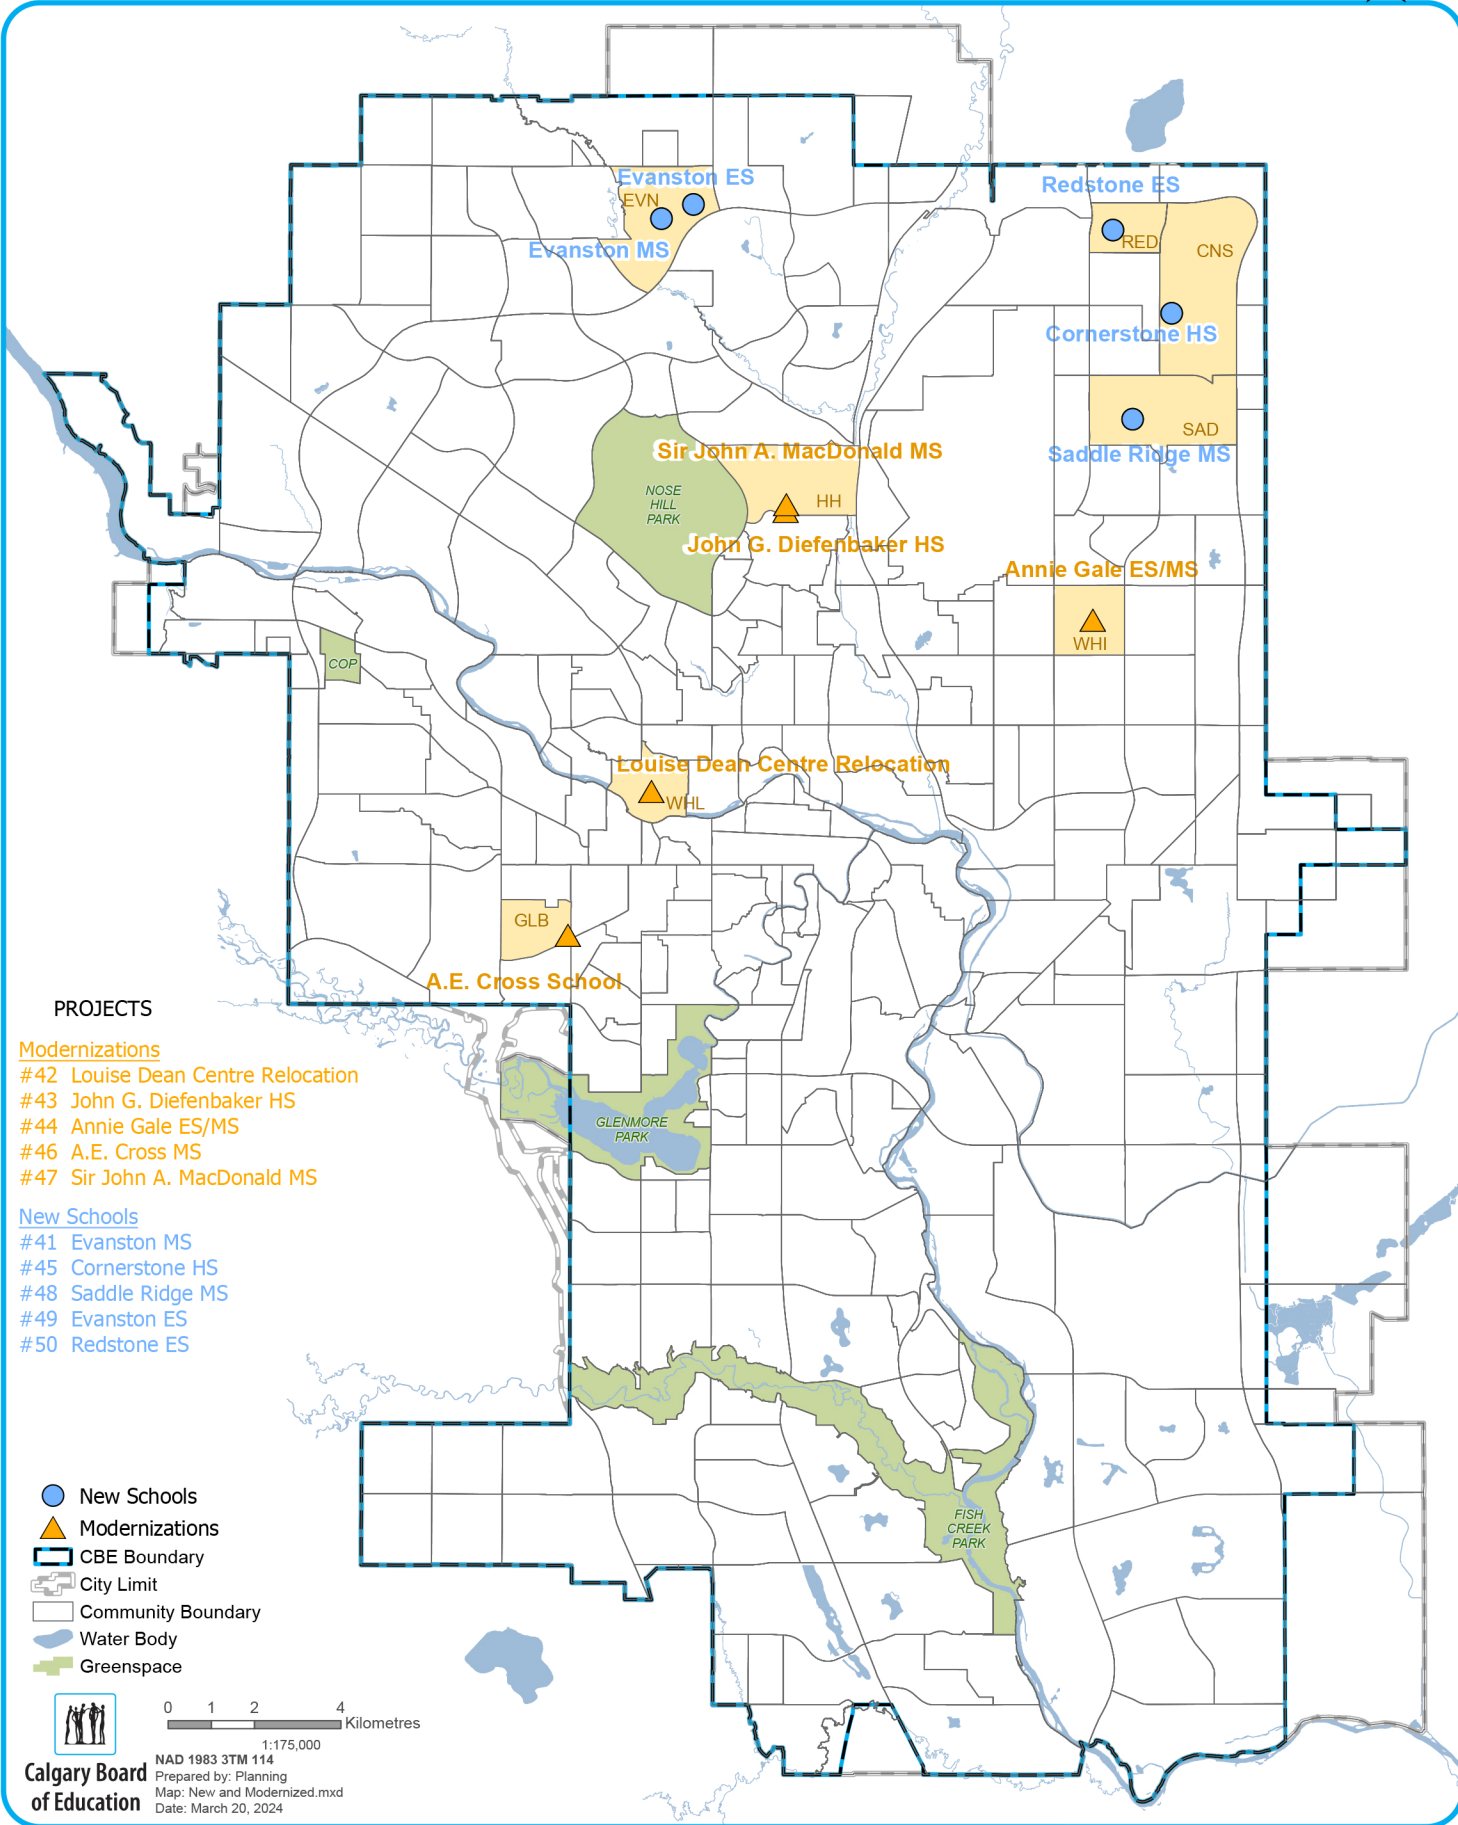 Evanston ES
EVN
Evanston MS
Redstone ES
RED
CNS
Cornerstone HS
SAD
Saddle Ridge MS
Sir John A. MacDonald MS
NOSE
HILL
PARK
HH
John G. Diefenbaker HS
Annie Gale ES/MS
WHI
COP
Louise Dean Centre Relocation
WHL
GLB
A.E. Cross School
PROJECTS
Modernizations
#42 Louise Dean Centre Relocation
#43 John G. Diefenbaker HS
#44 Annie Gale ES/MS
#46 A.E. Cross MS
#47 Sir John A. MacDonald MS
New Schools
#41 Evanston MS
#45 Cornerstone HS
#48 Saddle Ridge MS
#49 Evanston ES
#50 Redstone ES
GLENMORE
PARK
FISH
CREEK
PARK
New Schools
Modernizations
CBE Boundary
City Limit
Community Boundary
Water Body
Greenspace
0 1 2 4
Kilometres
1:175,000
Calgary Board
of Education
NAD 1983 3TM 114
Prepared by: Planning
Map: New and Modernized.mxd
Date: March 20, 2024